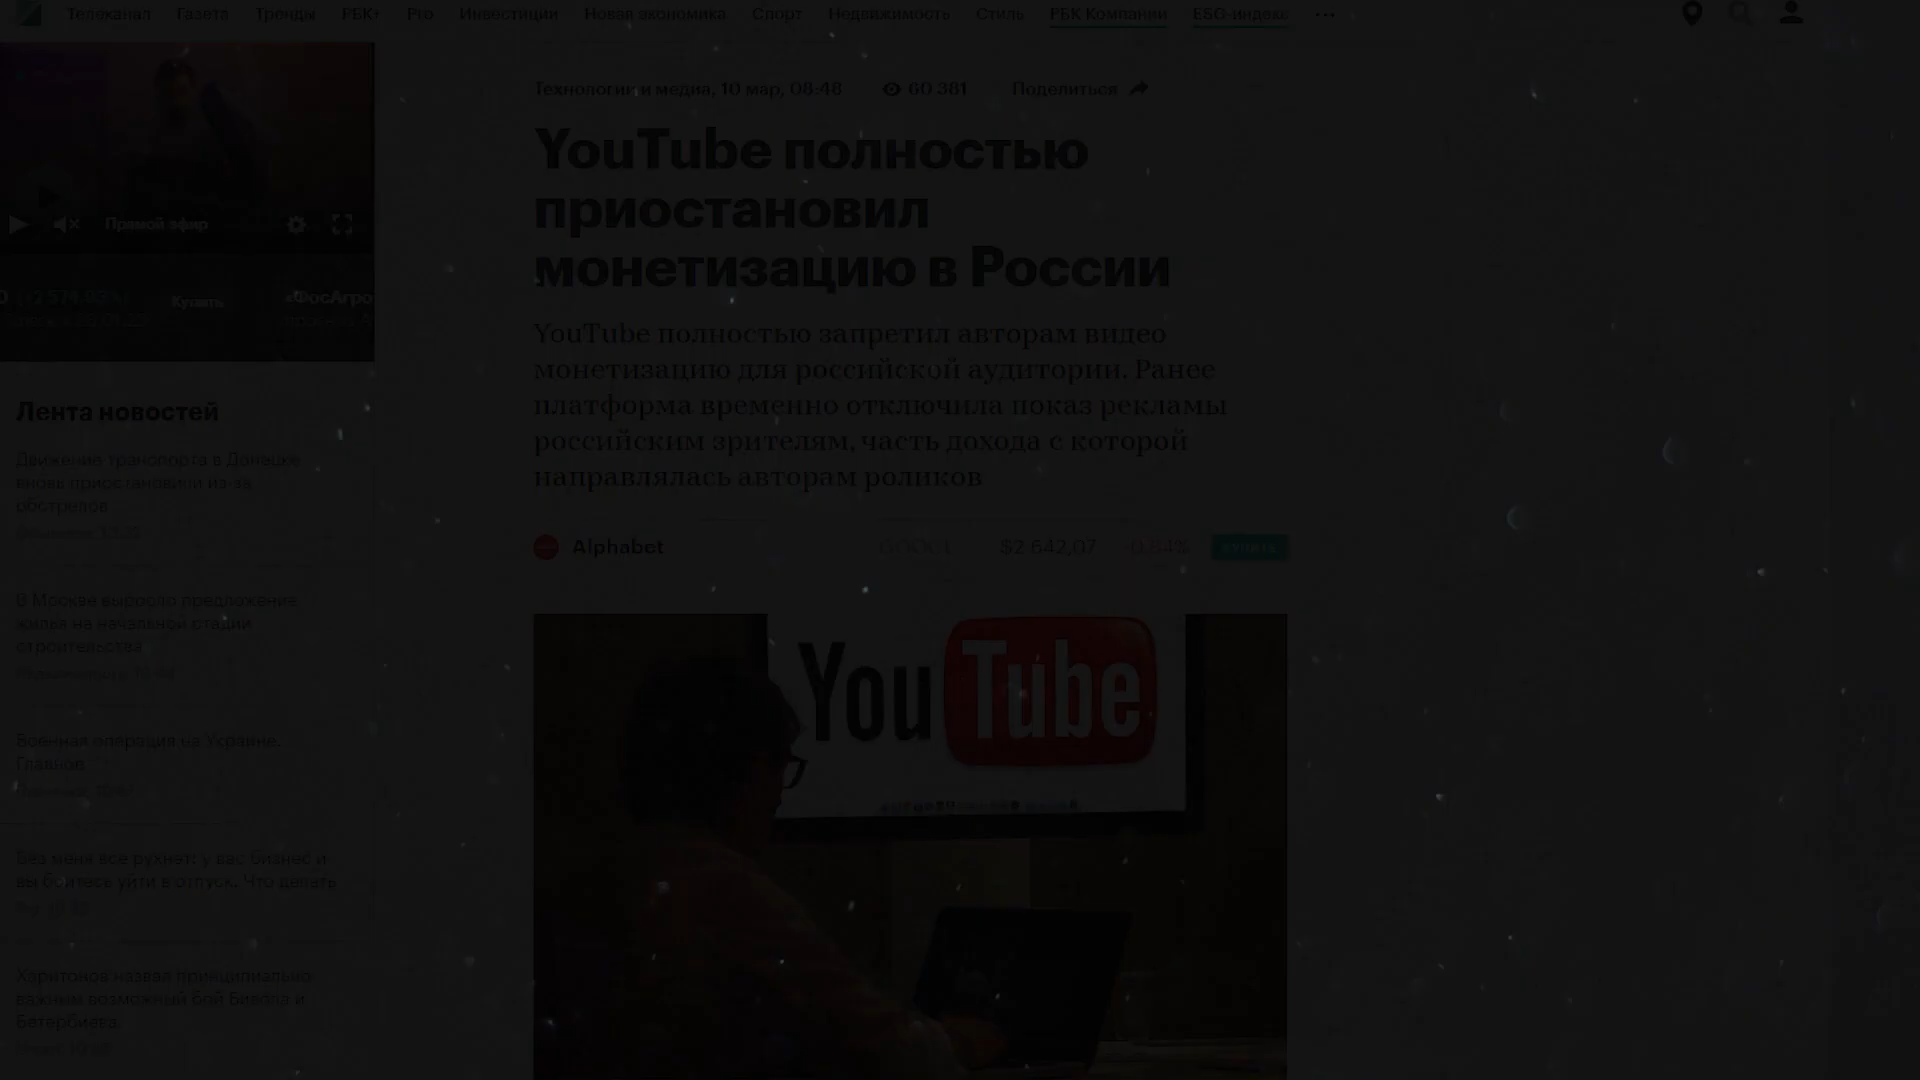 Телеканал Газета Тренды РБК+ Pro Инвестиции Новая экономика Спорт Недвижимость Стиль РБК Компании ESG-индекс ...
Прямой эфир
Купить «ФосАгро
Лента новостей
Движение транспорта в Донецке
вновь приостановили из-за
обстрелов
В Москве выросло предложение
жилья на начальной стадии
строительства
Военная операция на Украине.
Главное
Без меня все рухнет: у вас бизнес и
вы боитесь уйти в отпуск. Что делать
Харитонов назвал принципиально
важным возможный бой Бивола и
Бетербиева
Технологии и медиа, 10 мар, 08:48 60 381 Поделиться
YouTube полностью
приостановил
монетизацию в России
YouTube полностью запретил авторам видео
монетизацию для российской аудитории. Ранее
платформа временно отключила показ рекламы
российским зрителям, часть дохода с которой
направлялась авторам роликов
Alphabet GOOGL $2 642,07 -0,84% КУПИТЬ
YouTube